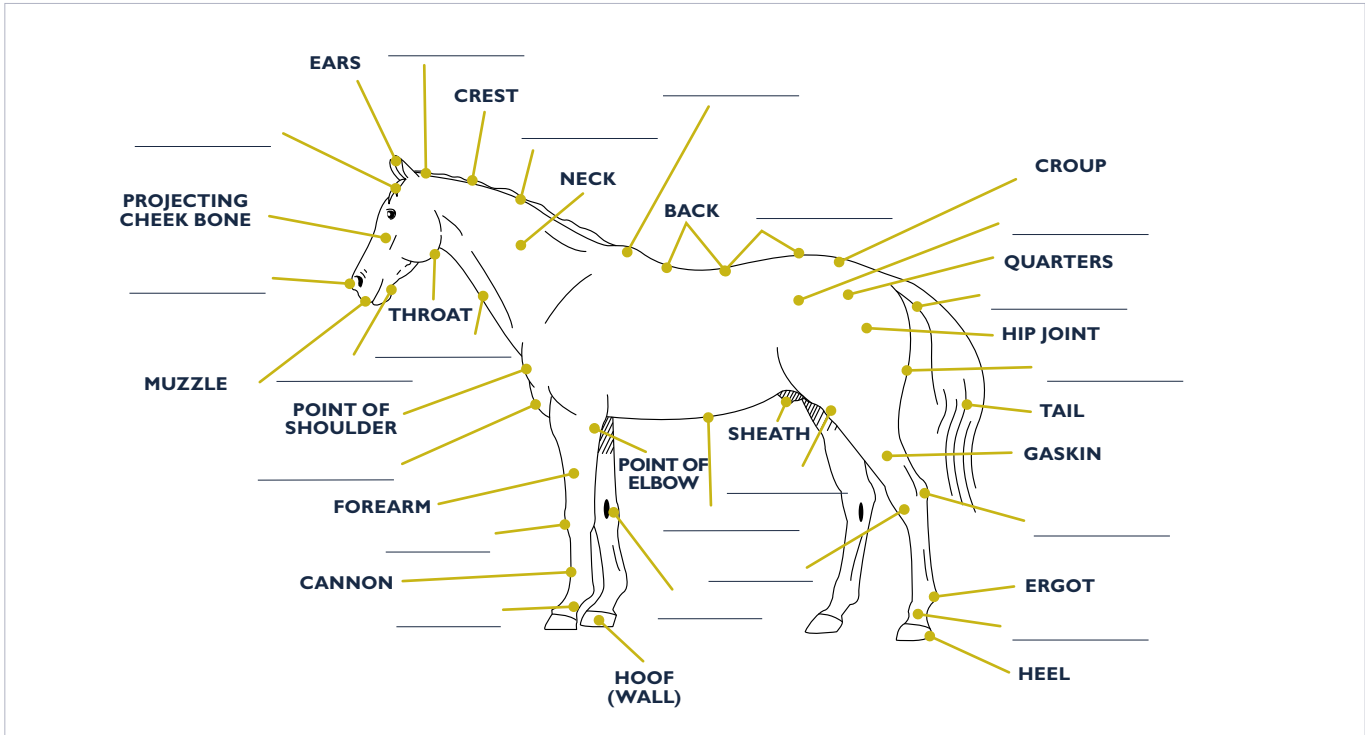 EARS
CREST
NECK
CROUP
PROJECTING
CHEEK BONE
BACK
QUARTERS
THROAT
HIP JOINT
MUZZLE
POINT OF
SHOULDER
TAIL
SHEATH
GASKIN
POINT OF
ELBOW
FOREARM
CANNON
ERGOT
HEEL
HOOF
(WALL)